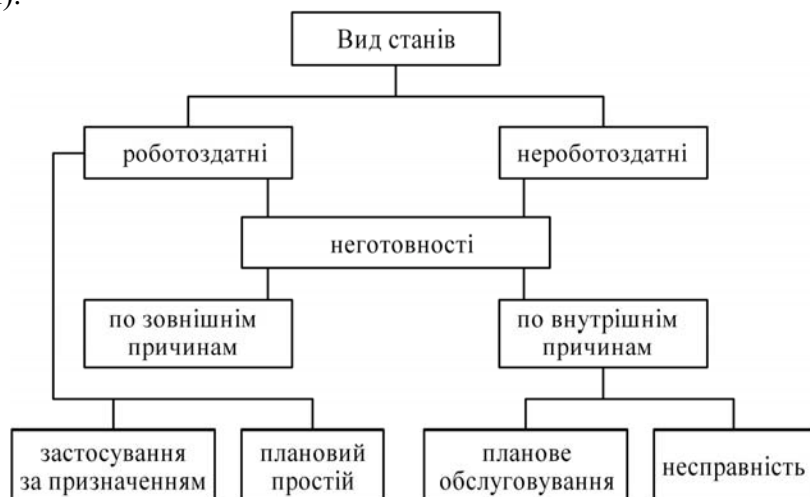 ).
Вид станів
роботоздатні
нероботоздатні
неготовності
по зовнішнім
причинам
по внутрішнім
причинам
застосування
за призначенням
плановий
простій
планове
обслуговування
несправність